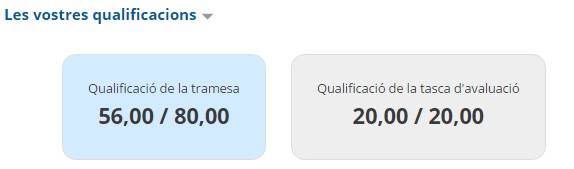 Les vostres qualificacions
Qualificació de la tramesa
56,00 / 80,00
Qualificació de la tasca d'avaluació
20,00 / 20,00